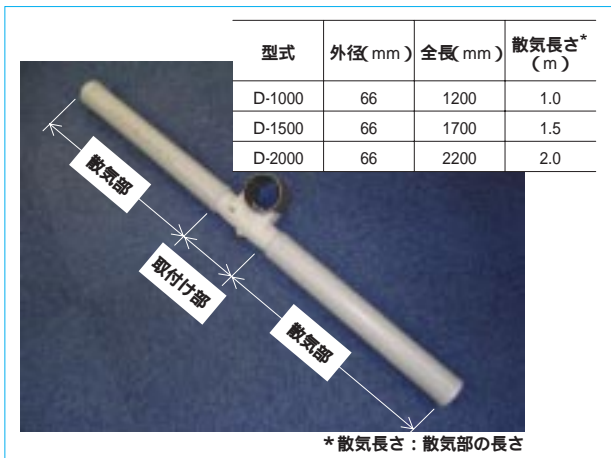 型式 外径(mm) 全長(mm) 散気長さ*(m)
D-1000 66 1200 1.0
D-1500 66 1700 1.5
D-2000 66 2200 2.0
散気部
取付け部
散気部
*散気長さ:散気部の長さ